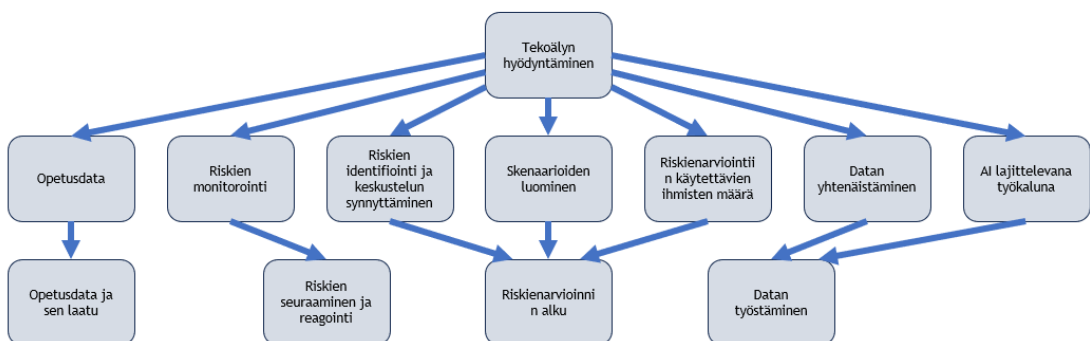 Tekoälyn
hyödyntäminen
Opetusdata
Riskien
monitorointi
Riskien
identifiointi ja
keskustelun
synnyttäminen
Skenaarioiden
luominen
Riskienarviointii
n käytettävien
ihmisten määrä
Datan
yhtenäistäminen
AI lajittelevana
työkaluna
Opetusdata ja
sen laatu
Riskien
seuraaminen ja
reagointi
Riskienarvioinni
n alku
Datan
työstäminen